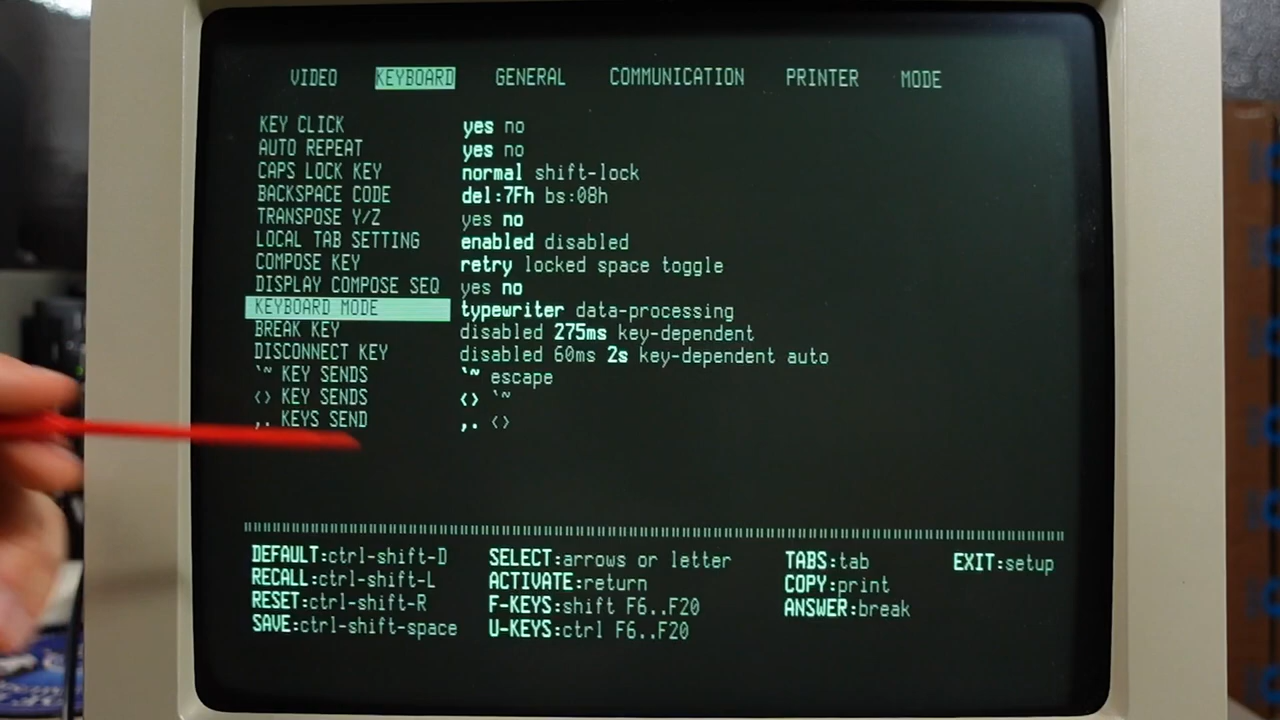 VIDEO KEYBOARD GENERAL COMMUNICATION PRINTER MODE
KEY CLICK yes no
AUTO REPEAT yes no
CAPS LOCK KEY normal shift-lock
BACKSPACE CODE del:7Fh bs:08h
TRANSPOSE Y/Z yes no
LOCAL TAB SETTING enabled disabled
COMPOSE KEY retry locked space toggle
DISPLAY COMPOSE SEQ yes no
KEYBOARD MODE typewriter data-processing
BREAK KEY disabled 275ms key-dependent
DISCONNECT KEY disabled 60ms 2s key-dependent auto
`~ KEY SENDS `~ escape
<> KEY SENDS <> `~
,. KEYS SEND ,. <>
DEFAULT:ctrl-shift-D SELECT:arrows or letter TABS:tab EXIT:setup
RECALL:ctrl-shift-L ACTIVATE:return COPY:print
RESET:ctrl-shift-R F-KEYS:shift F6..F20 ANSWER:break
SAVE:ctrl-shift-space U-KEYS:ctrl F6..F20